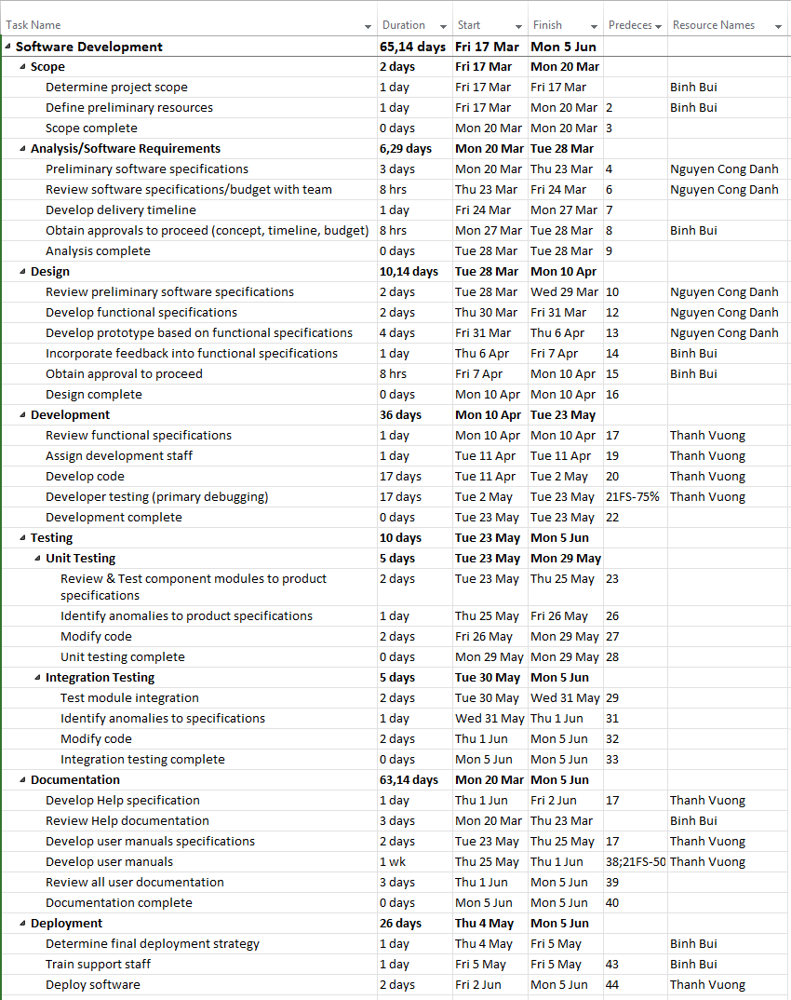 Task Name Duration Start Finish Predeces Resource Names
Software Development 65,14 days Fri 17 Mar Mon 5 Jun
Scope 2 days Fri 17 Mar Mon 20 Mar
Determine project scope 1 day Fri 17 Mar Fri 17 Mar Binh Bui
Define preliminary resources 1 day Fri 17 Mar Mon 20 Mar 2 Binh Bui
Scope complete 0 days Mon 20 Mar Mon 20 Mar 3
Analysis/Software Requirements 6,29 days Mon 20 Mar Tue 28 Mar
Preliminary software specifications 3 days Mon 20 Mar Thu 23 Mar 4 Nguyen Cong Danh
Review software specifications/budget with team 8 hrs Thu 23 Mar Fri 24 Mar 6 Nguyen Cong Danh
Develop delivery timeline 1 day Fri 24 Mar Mon 27 Mar 7
Obtain approvals to proceed (concept, timeline, budget) 8 hrs Mon 27 Mar Tue 28 Mar 8 Binh Bui
Analysis complete 0 days Tue 28 Mar Tue 28 Mar 9
Design 10,14 days Tue 28 Mar Mon 10 Apr
Review preliminary software specifications 2 days Tue 28 Mar Wed 29 Mar 10 Nguyen Cong Danh
Develop functional specifications 2 days Thu 30 Mar Fri 31 Mar 12 Nguyen Cong Danh
Develop prototype based on functional specifications 4 days Fri 31 Mar Thu 6 Apr 13 Nguyen Cong Danh
Incorporate feedback into functional specifications 1 day Thu 6 Apr Fri 7 Apr 14 Binh Bui
Obtain approval to proceed 8 hrs Fri 7 Apr Mon 10 Apr 15 Binh Bui
Design complete 0 days Mon 10 Apr Mon 10 Apr 16
Development 36 days Mon 10 Apr Tue 23 May
Review functional specifications 1 day Mon 10 Apr Mon 10 Apr 17 Thanh Vuong
Assign development staff 1 day Tue 11 Apr Tue 11 Apr 19 Thanh Vuong
Develop code 17 days Tue 11 Apr Tue 2 May 20 Thanh Vuong
Developer testing (primary debugging) 17 days Tue 2 May Tue 23 May 21FS-75% Thanh Vuong
Development complete 0 days Tue 23 May Tue 23 May 22
Testing 10 days Tue 23 May Mon 5 Jun
Unit Testing 5 days Tue 23 May Mon 29 May
Review & Test component modules to product 2 days Tue 23 May Thu 25 May 23
specifications
Identify anomalies to product specifications 1 day Thu 25 May Fri 26 May 26
Modify code 2 days Fri 26 May Mon 29 May 27
Unit testing complete 0 days Mon 29 May Mon 29 May 28
Integration Testing 5 days Tue 30 May Mon 5 Jun
Test module integration 2 days Tue 30 May Wed 31 May 29
Identify anomalies to specifications 1 day Wed 31 May Thu 1 Jun 31
Modify code 2 days Thu 1 Jun Mon 5 Jun 32
Integration testing complete 0 days Mon 5 Jun Mon 5 Jun 33
Documentation 63,14 days Mon 20 Mar Mon 5 Jun
Develop Help specification 1 day Thu 1 Jun Fri 2 Jun 17 Thanh Vuong
Review Help documentation 3 days Mon 20 Mar Thu 23 Mar Binh Bui
Develop user manuals specifications 2 days Tue 23 May Thu 25 May 17 Thanh Vuong
Develop user manuals 1 wk Thu 25 May Thu 1 Jun 38;21FS-50 Thanh Vuong
Review all user documentation 3 days Thu 1 Jun Mon 5 Jun 39
Documentation complete 0 days Mon 5 Jun Mon 5 Jun 40
Deployment 26 days Thu 4 May Mon 5 Jun
Determine final deployment strategy 1 day Thu 4 May Fri 5 May Binh Bui
Train support staff 1 day Fri 5 May Fri 5 May 43 Binh Bui
Deploy software 2 days Fri 2 Jun Mon 5 Jun 44 Thanh Vuong